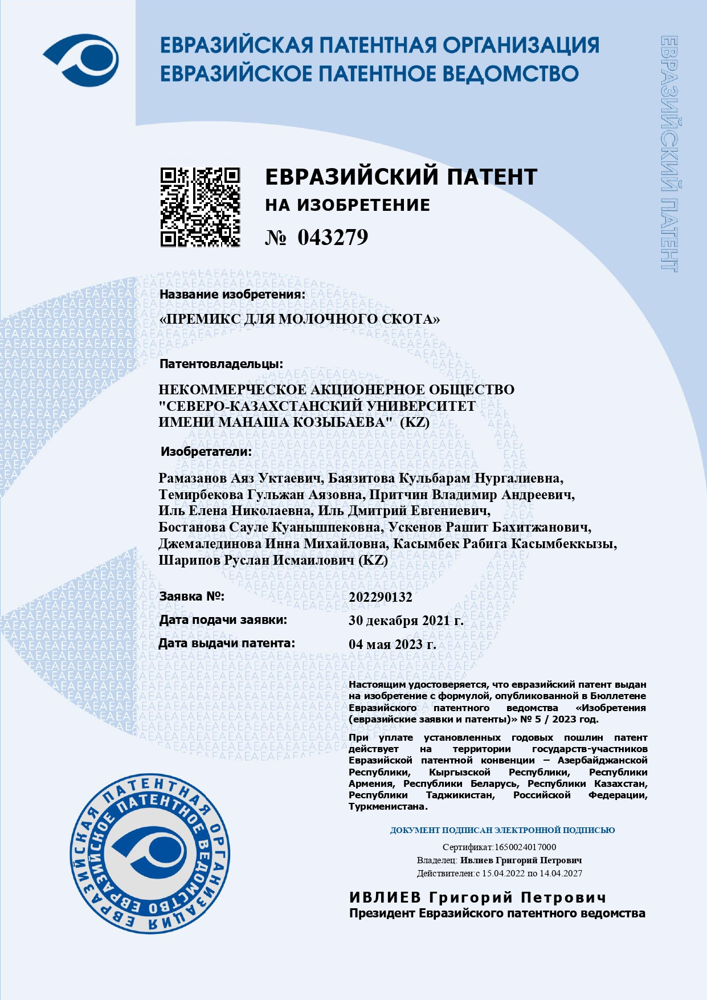 ЕВРАЗИЙСКАЯ ПАТЕНТНАЯ ОРГАНИЗАЦИЯ
ЕВРАЗИЙСКОЕ ПАТЕНТНОЕ ВЕДОМСТВО
ЕВРАЗИЙСКИЙ ПАТЕНТ
ЕВРАЗИЙСКИЙ ПАТЕНТ
НА ИЗОБРЕТЕНИЕ
№ 043279
Название изобретения:
«ПРЕМИКС ДЛЯ МОЛОЧНОГО СКОТА»
Патентовладельцы:
НЕКОММЕРЧЕСКОЕ АКЦИОНЕРНОЕ ОБЩЕСТВО
"СЕВЕРО-КАЗАХСТАНСКИЙ УНИВЕРСИТЕТ
ИМЕНИ МАНАША КОЗЫБАЕВА" (KZ)
Изобретатели:
Рамазанов Аяз Уктаевич, Баязитова Кульбарам Нургалиевна,
Темирбекова Гульжан Аязовна, Притчин Владимир Андреевич,
Иль Елена Николаевна, Иль Дмитрий Евгениевич,
Бостанова Сауле Куанышпековна, Ускенов Рашит Бахитжанович,
Джемалединова Инна Михайловна, Касымбек Рабига Касымбеккызы,
Шарипов Руслан Исмаилович (KZ)
Заявка №: 202290132
Дата подачи заявки: 30 декабря 2021 г.
Дата выдачи патента: 04 мая 2023 г.
Настоящим удостоверяется, что евразийский патент выдан
на изобретение с формулой, опубликованной в Бюллетене
Евразийского патентного ведомства «Изобретения
(евразийские заявки и патенты)» № 5 / 2023 год.
При уплате установленных годовых пошлин патент
действует на территории государств-участников
Евразийской патентной конвенции – Азербайджанской
Республики, Кыргызской Республики, Республики
Армения, Республики Беларусь, Республики Казахстан,
Республики Таджикистан, Российской Федерации,
Туркменистана.
ДОКУМЕНТ ПОДПИСАН ЭЛЕКТРОННОЙ ПОДПИСЬЮ
Сертификат:1650024017000
Владелец: Ивлиев Григорий Петрович
Действителен:с 15.04.2022 по 14.04.2027
ИВЛИЕВ Григорий Петрович
Президент Евразийского патентного ведомства
ЕВРАЗИЙСКАЯ ПАТЕНТНАЯ ОРГАНИЗАЦИЯ
ЕВРАЗИЙСКОЕ ПАТЕНТНОЕ ВЕДОМСТВО